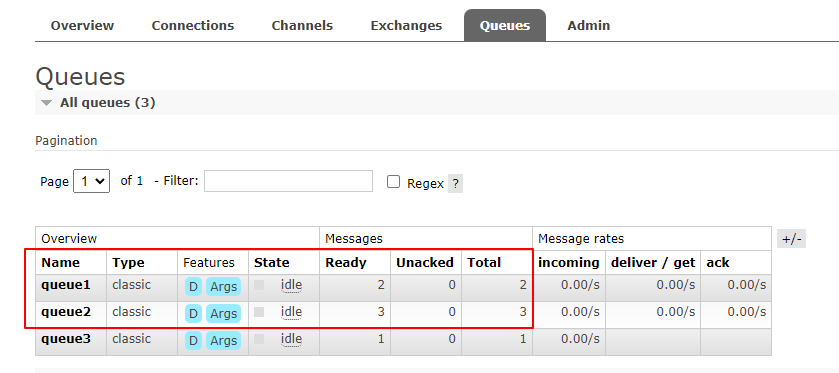 Overview Connections Channels Exchanges Queues Admin
Queues
All queues (3)
Pagination
Page 1 of 1 - Filter: Regex ?
Overview Messages Message rates +/-
Name Type Features State Ready Unacked Total incoming deliver / get ack
queue1 classic D Args idle 2 0 2 0.00/s 0.00/s 0.00/s
queue2 classic D Args idle 3 0 3 0.00/s 0.00/s 0.00/s
queue3 classic D Args idle 1 0 1 0.00/s